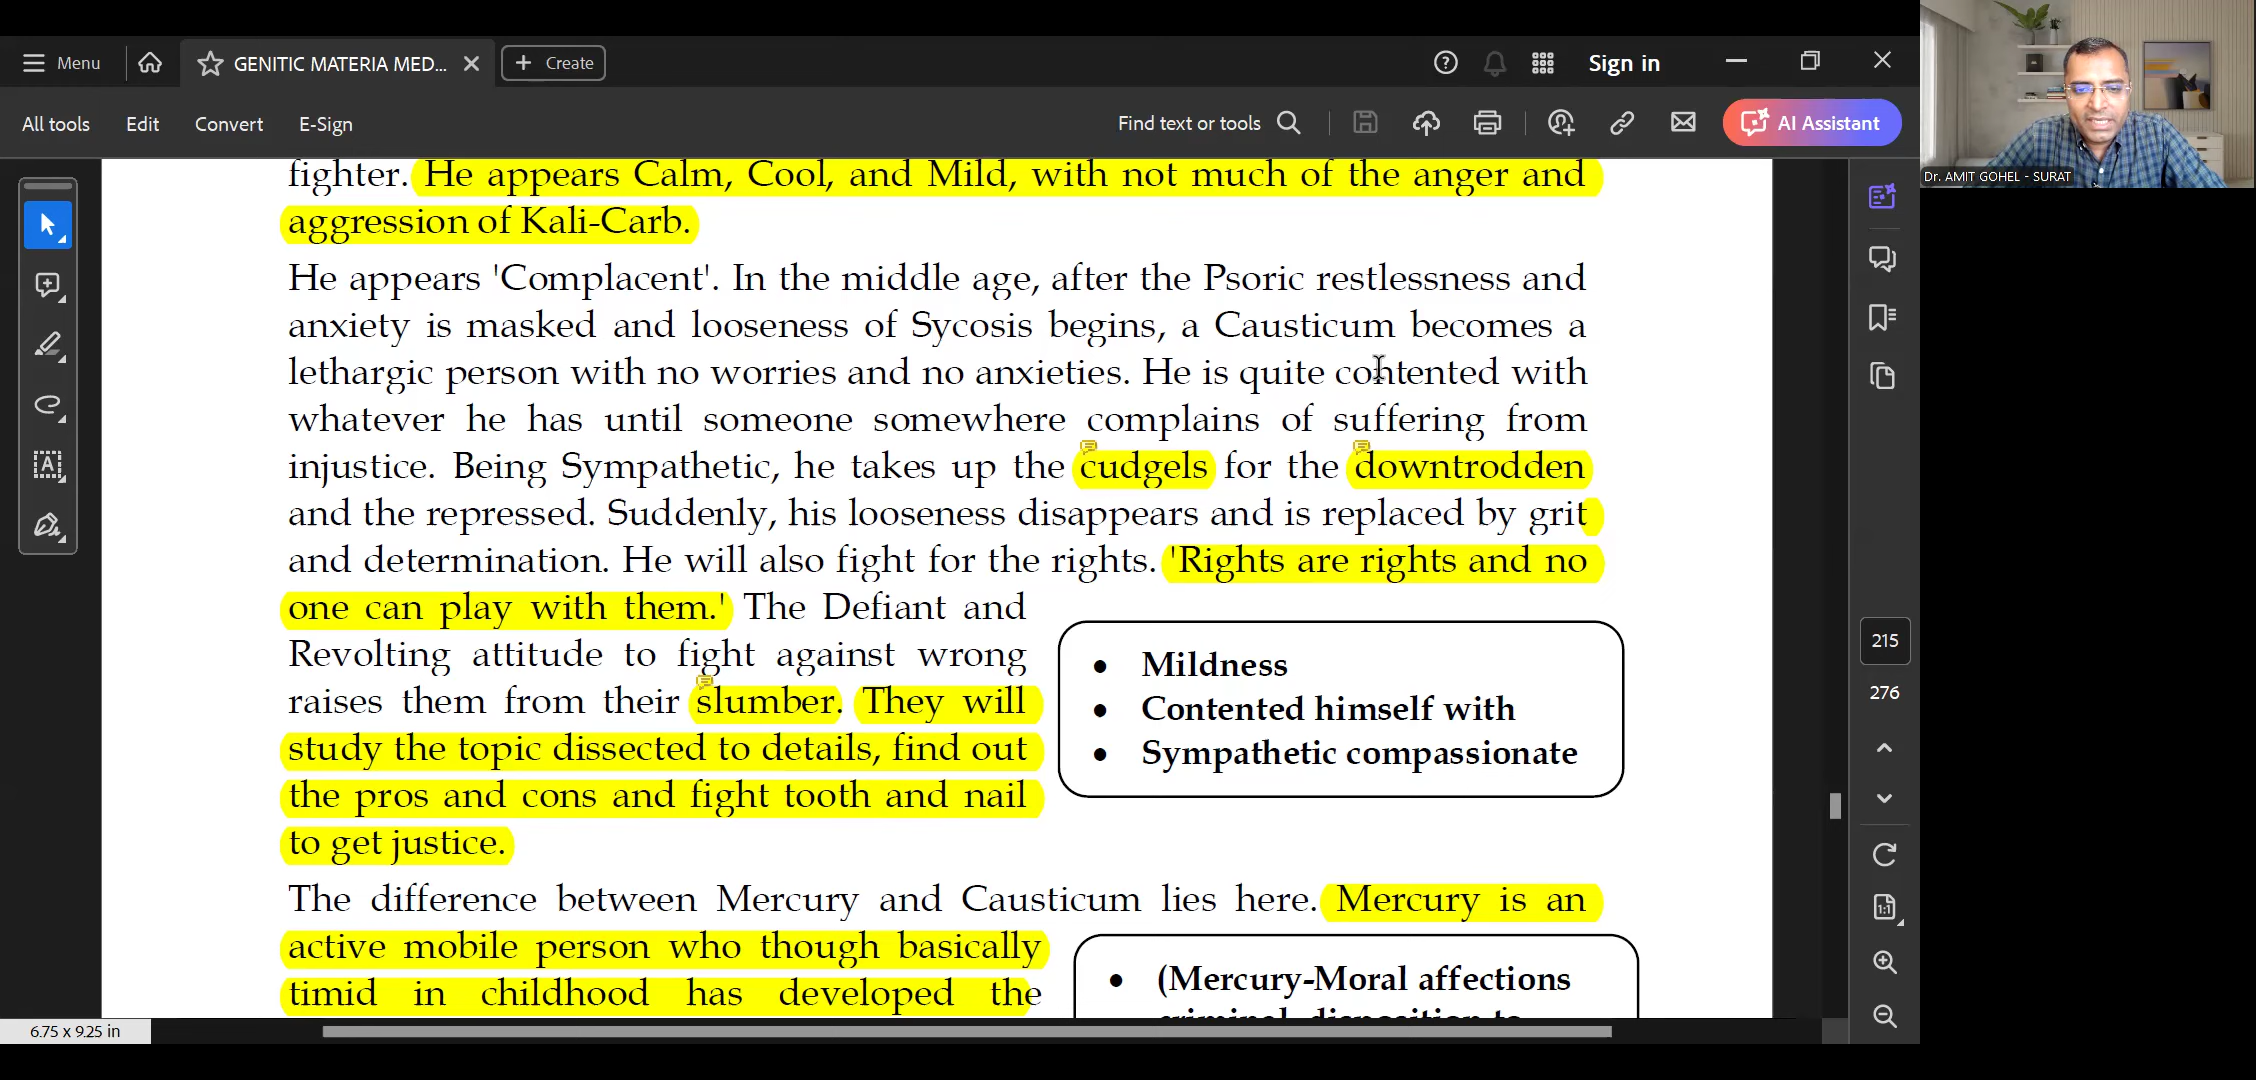 Menu
GENITIC MATERIA MED...
Create
Sign in
All tools
Edit
Convert
E-Sign
Find text or tools
AI Assistant
Dr. AMIT GOHEL - SURAT
fighter. He appears Calm, Cool, and Mild, with not much of the anger and
aggression of Kali-Carb.
He appears 'Complacent'. In the middle age, after the Psoric restlessness and
anxiety is masked and looseness of Sycosis begins, a Causticum becomes a
lethargic person with no worries and no anxieties. He is quite contented with
whatever he has until someone somewhere complains of suffering from
injustice. Being Sympathetic, he takes up the cudgels for the downtrodden
and the repressed. Suddenly, his looseness disappears and is replaced by grit
and determination. He will also fight for the rights. 'Rights are rights and no
one can play with them.' The Defiant and
Revolting attitude to fight against wrong
raises them from their slumber. They will
study the topic dissected to details, find out
the pros and cons and fight tooth and nail
to get justice.
• Mildness
• Contented himself with
• Sympathetic compassionate
The difference between Mercury and Causticum lies here. Mercury is an
active mobile person who though basically
timid in childhood has developed the
• (Mercury-Moral affections
criminal, disposition to
215
276
1:1
6.75 x 9.25 in